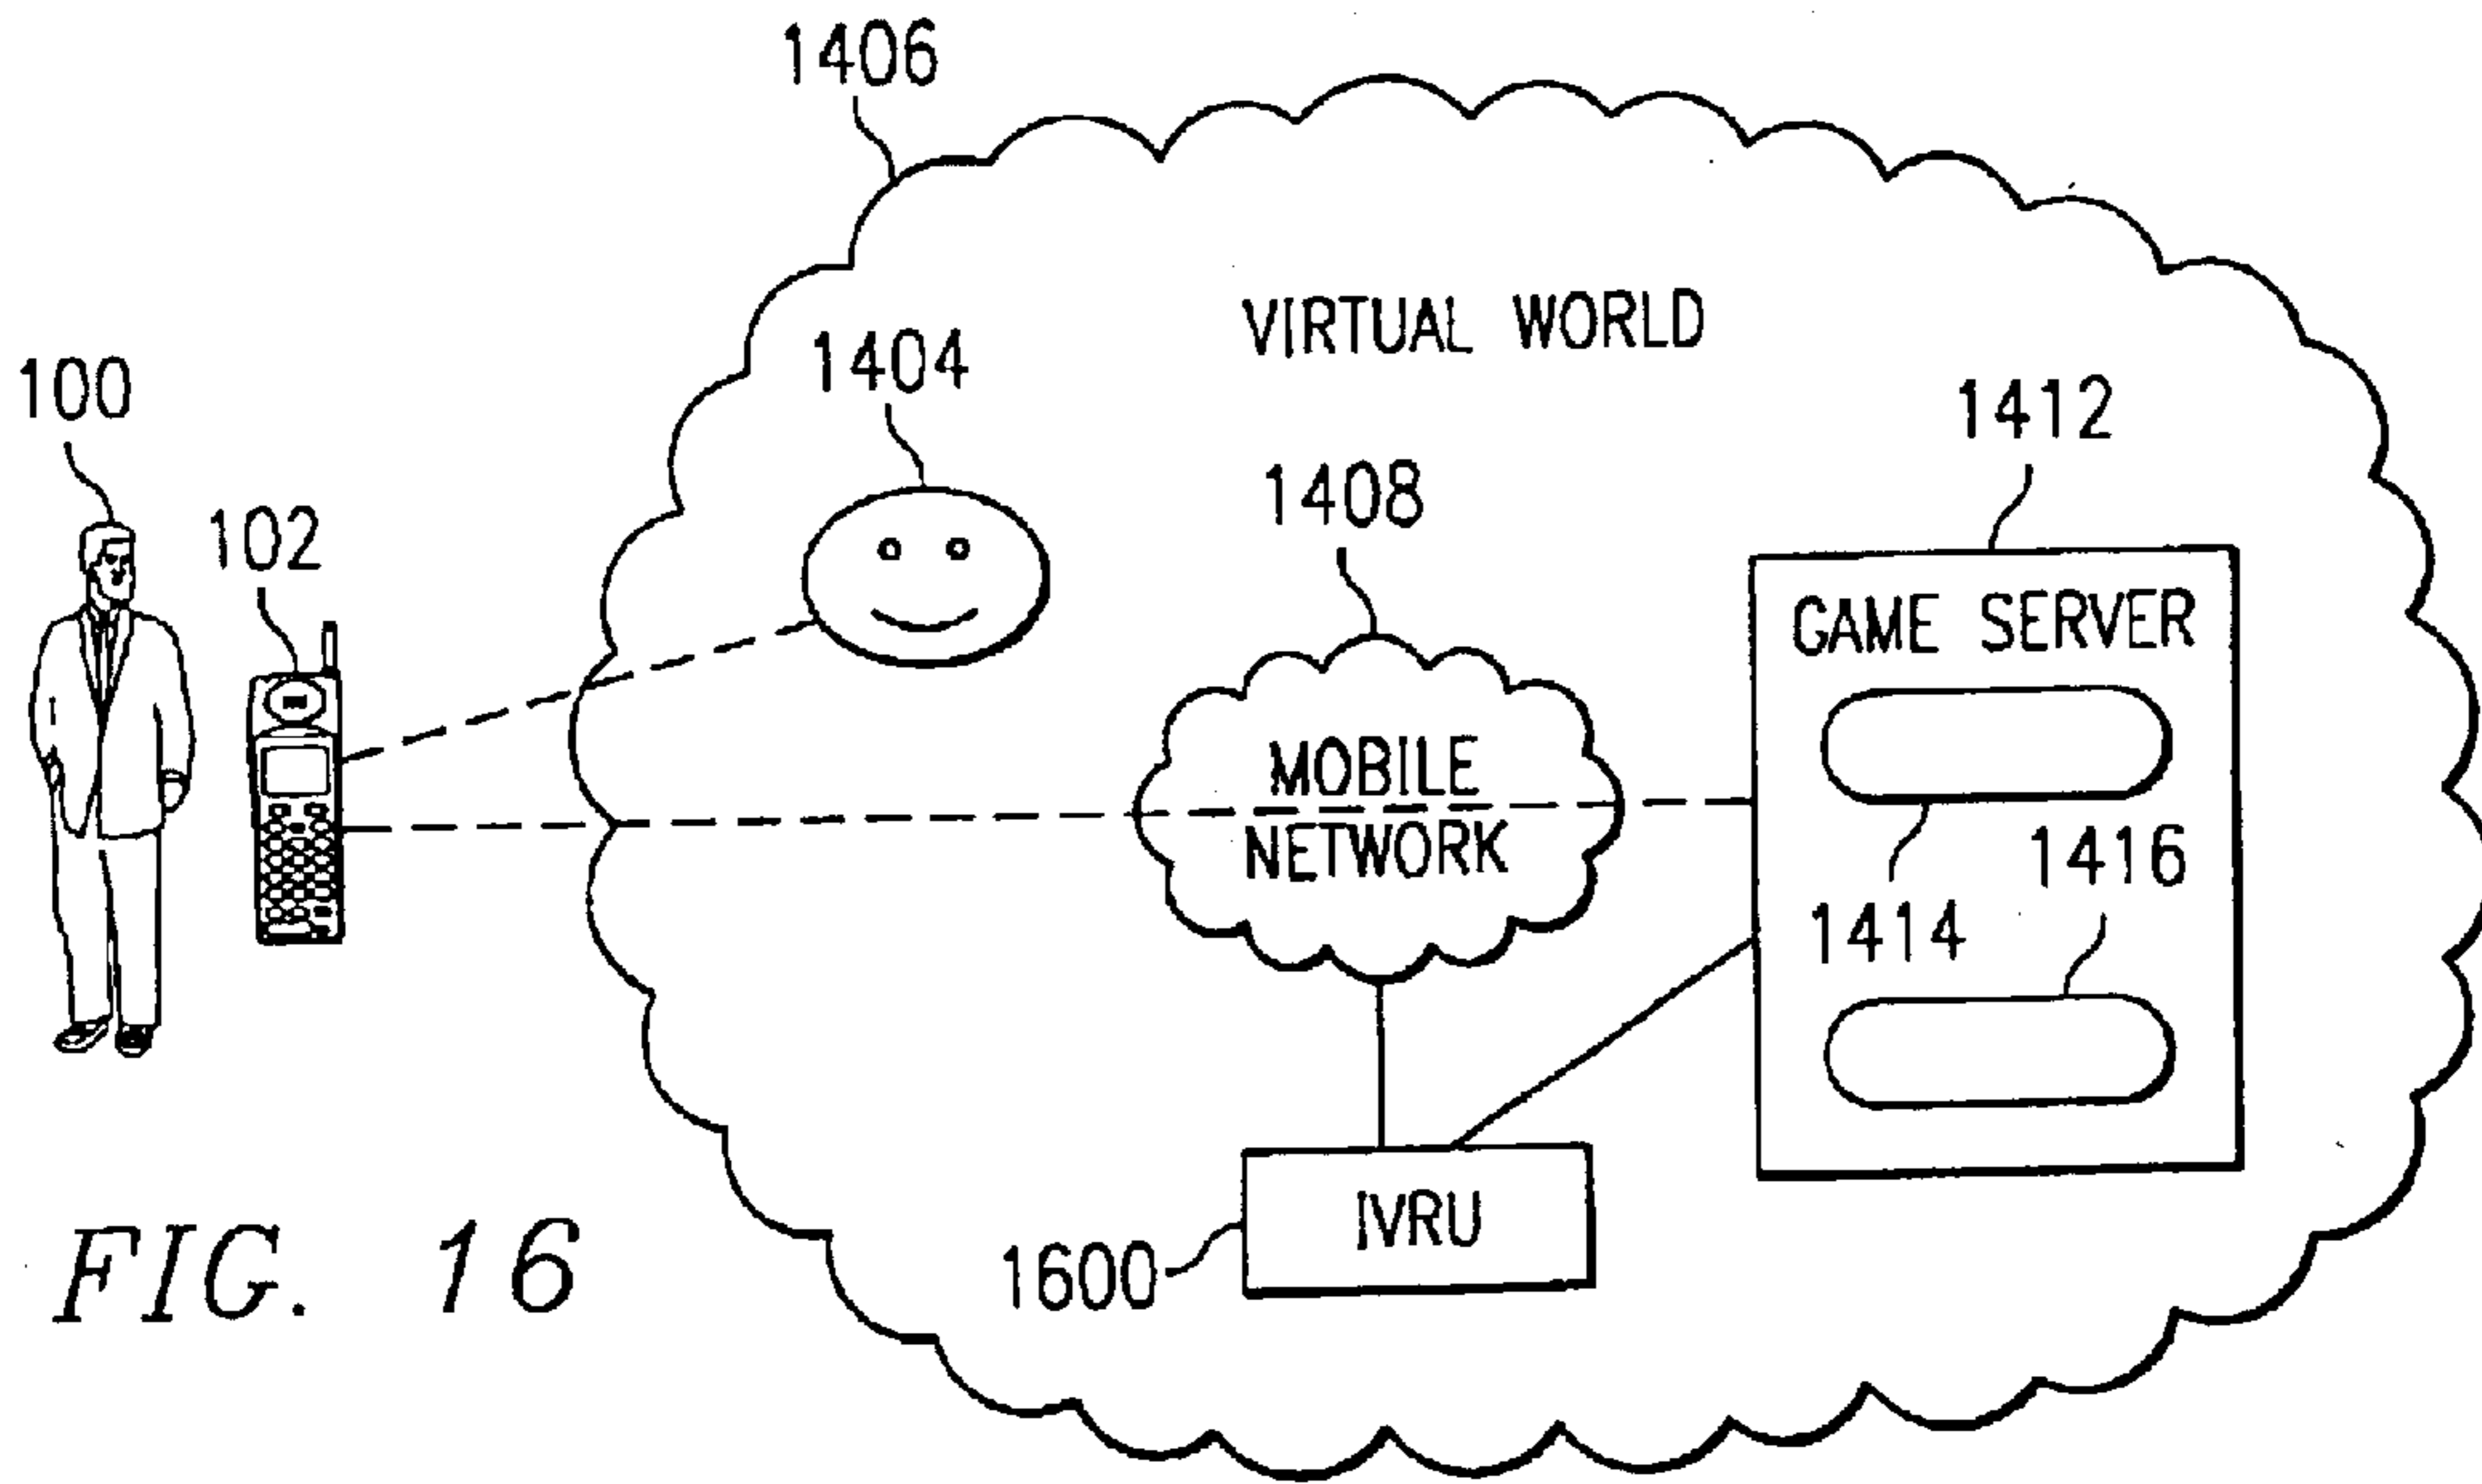 1406
VIRTUAL WORLD
1404
100
1412
1408
102
GAME SERVER
MOBILE
NETWORK
1416
1414
IVRU
1600
FIG. 16